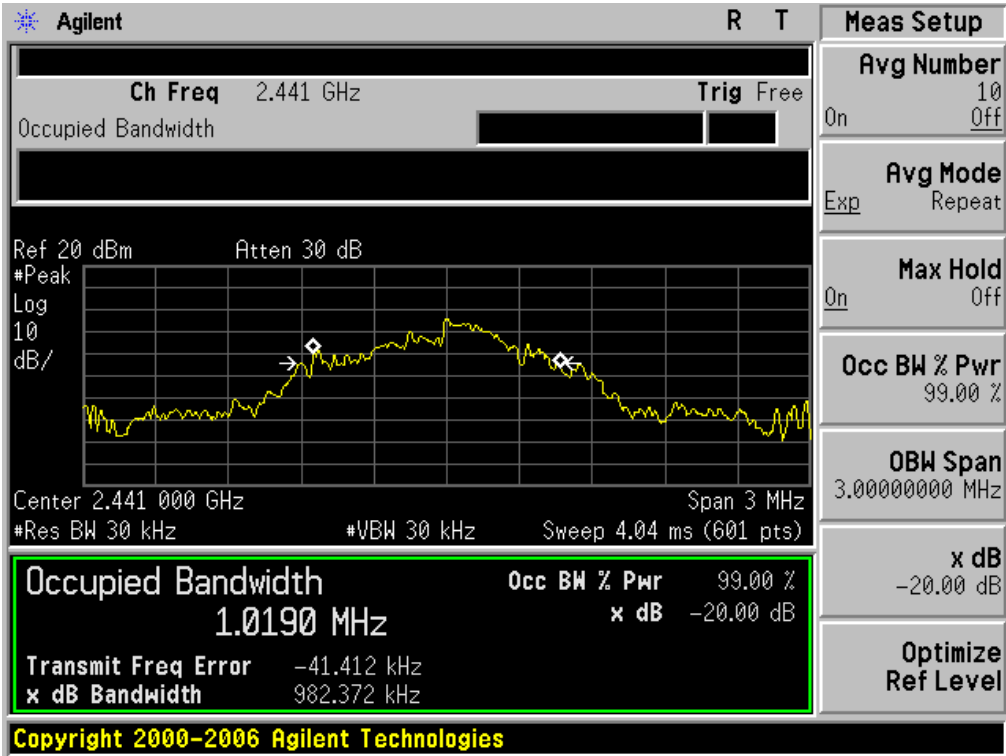 Agilent R T
Ch Freq 2.441 GHz Trig Free
Occupied Bandwidth
Ref 20 dBm Atten 30 dB
#Peak
Log
10
dB/
Center 2.441 000 GHz Span 3 MHz
#Res BW 30 kHz #VBW 30 kHz Sweep 4.04 ms (601 pts)
Occupied Bandwidth Occ BW % Pwr 99.00 %
1.0190 MHz x dB -20.00 dB
Transmit Freq Error -41.412 kHz
x dB Bandwidth 982.372 kHz
Copyright 2000-2006 Agilent Technologies
Meas Setup
Avg Number
10
On Off
Avg Mode
Exp Repeat
Max Hold
On Off
Occ BW % Pwr
99.00 %
OBW Span
3.00000000 MHz
x dB
-20.00 dB
Optimize
Ref Level